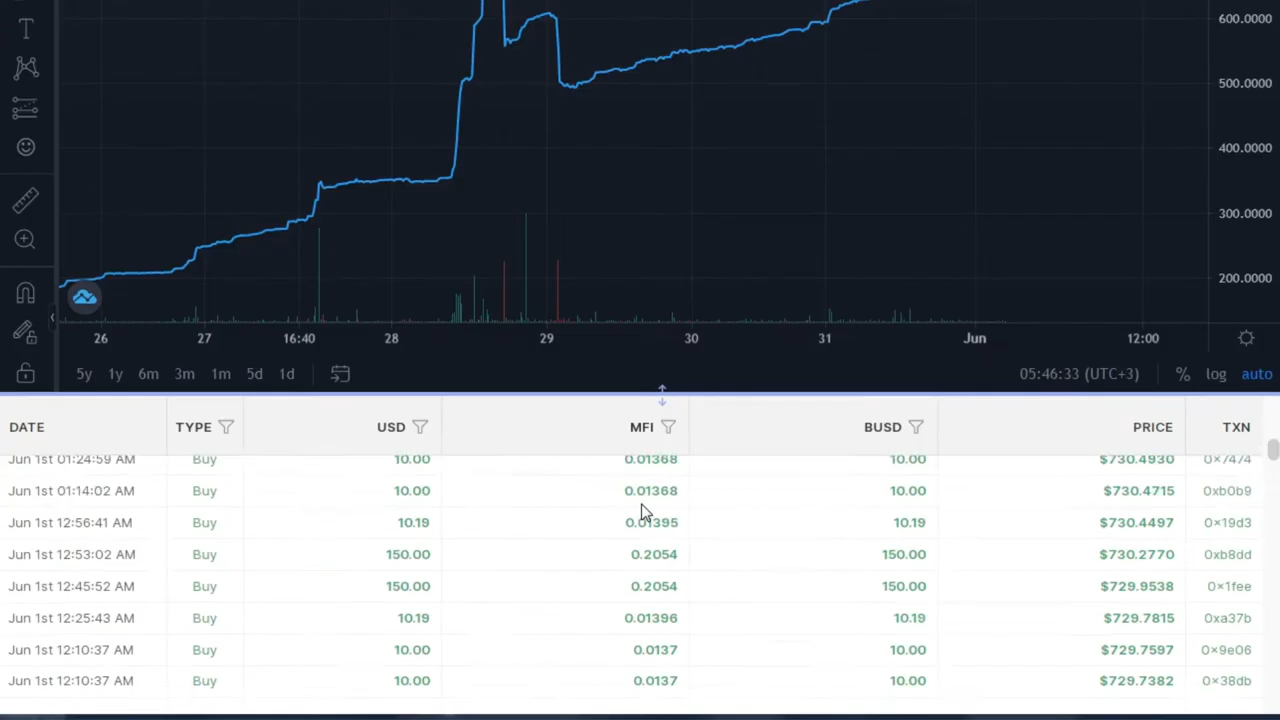 600.0000
500.0000
400.0000
300.0000
200.0000
26 27 16:40 28 29 30 31 Jun 12:00
5y 1y 6m 3m 1m 5d 1d 05:46:33 (UTC+3) % log auto
DATE TYPE USD MFI BUSD PRICE TXN
Jun 1st 01:24:59 AM Buy 10.00 0.01368 10.00 $730.4930 0x7474
Jun 1st 01:14:02 AM Buy 10.00 0.01368 10.00 $730.4715 0xb0b9
Jun 1st 12:56:41 AM Buy 10.19 0.01395 10.19 $730.4497 0x19d3
Jun 1st 12:53:02 AM Buy 150.00 0.2054 150.00 $730.2770 0xb8dd
Jun 1st 12:45:52 AM Buy 150.00 0.2054 150.00 $729.9538 0x1fee
Jun 1st 12:25:43 AM Buy 10.19 0.01396 10.19 $729.7815 0xa37b
Jun 1st 12:10:37 AM Buy 10.00 0.0137 10.00 $729.7597 0x9e06
Jun 1st 12:10:37 AM Buy 10.00 0.0137 10.00 $729.7382 0x38db